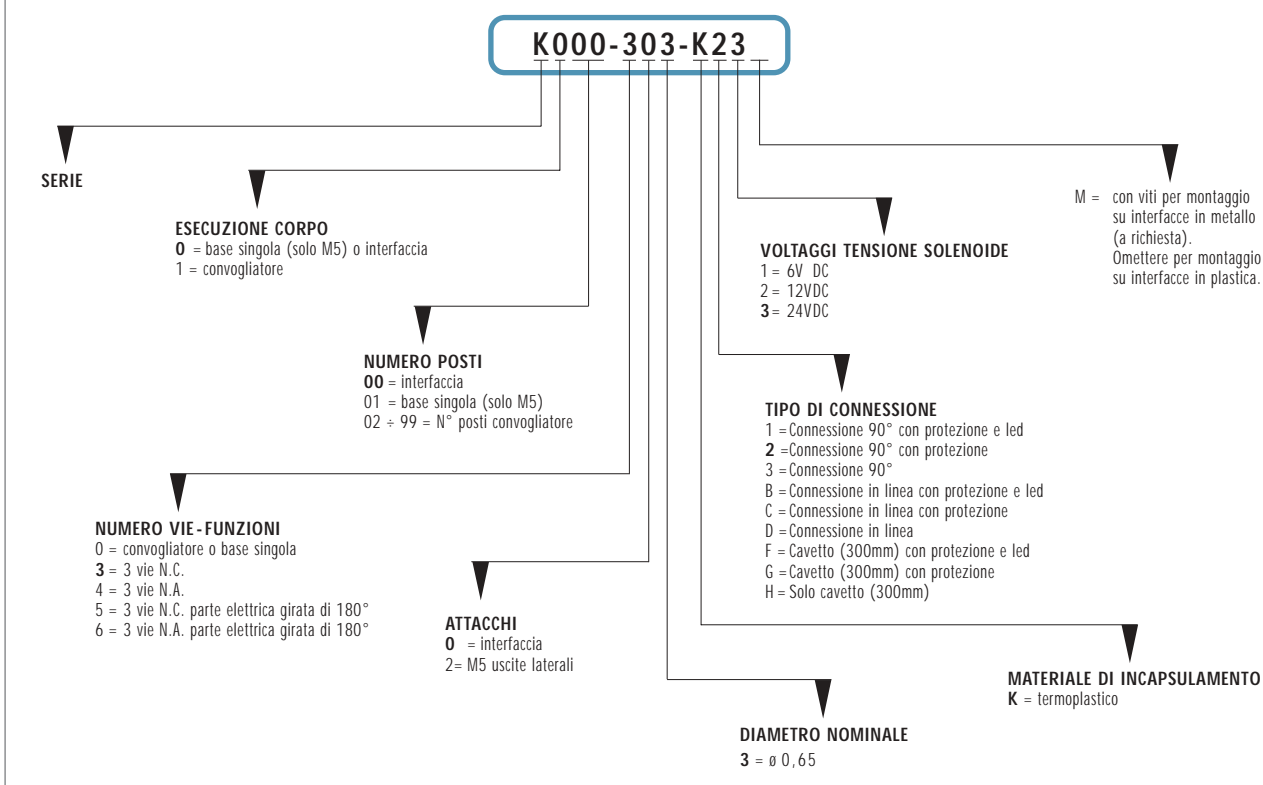 K000-303-K23
SERIE
ESECUZIONE CORPO
0 = base singola (solo M5) o interfaccia
1 = convogliatore
NUMERO POSTI
00 = interfaccia
01 = base singola (solo M5)
02 ÷ 99 = N° posti convogliatore
NUMERO VIE-FUNZIONI
0 = convogliatore o base singola
3 = 3 vie N.C.
4 = 3 vie N.A.
5 = 3 vie N.C. parte elettrica girata di 180°
6 = 3 vie N.A. parte elettrica girata di 180°
ATTACCHI
0 = interfaccia
2= M5 uscite laterali
DIAMETRO NOMINALE
3 = ø 0,65
MATERIALE DI INCAPSULAMENTO
K = termoplastico
TIPO DI CONNESSIONE
1 =Connessione 90° con protezione e led
2 =Connessione 90° con protezione
3 =Connessione 90°
B =Connessione in linea con protezione e led
C =Connessione in linea con protezione
D =Connessione in linea
F =Cavetto (300mm) con protezione e led
G =Cavetto (300mm) con protezione
H =Solo cavetto (300mm)
VOLTAGGI TENSIONE SOLENOIDE
1 = 6V DC
2 = 12VDC
3 = 24VDC
M = con viti per montaggio
su interfacce in metallo
(a richiesta).
Omettere per montaggio
su interfacce in plastica.